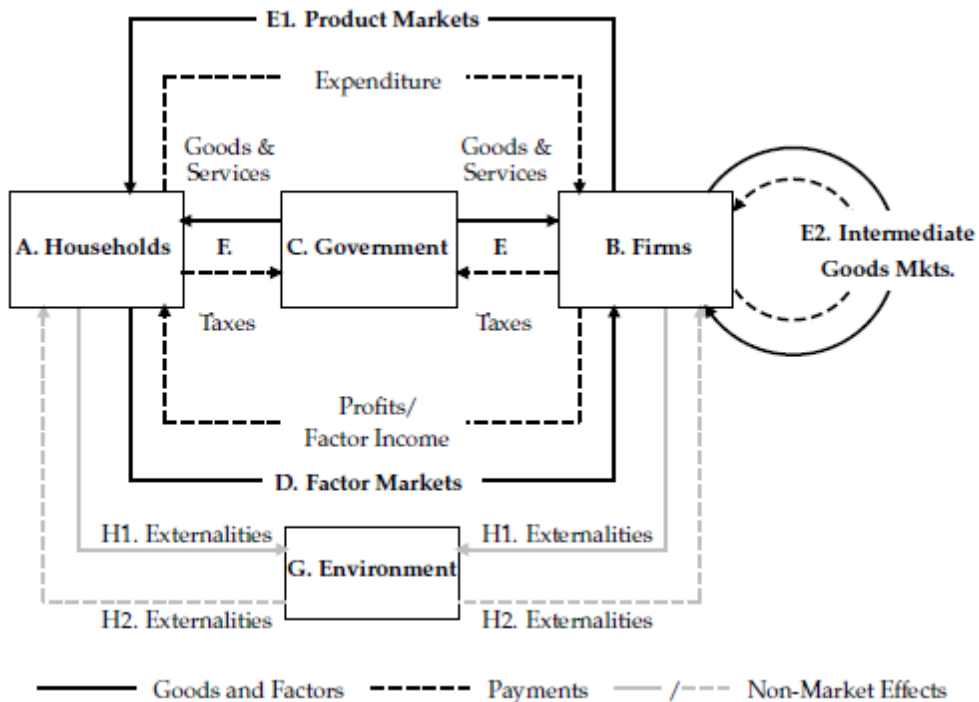 E1. Product Markets
Expenditure
Goods &
Services
Goods &
Services
A. Households
F.
C. Government
F.
B. Firms
E2. Intermediate
Goods Mkts.
Taxes
Taxes
Profits/
Factor Income
D. Factor Markets
H1. Externalities
H1. Externalities
G. Environment
H2. Externalities
H2. Externalities
Goods and Factors
Payments
/
Non-Market Effects